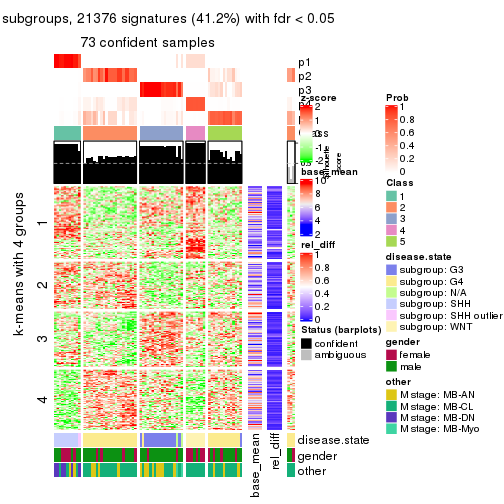 subgroups, 21376 signatures (41.2%) with fdr < 0.05
73 confident samples
p1
p2
p3
z-score
2
1
0
-1
-2
silhouette score
base_mean
10
8
6
4
2
rel_diff
1
0.8
0.6
0.4
0.2
0
Status (barplots)
confident
ambiguous
Prob
1
0.8
0.6
0.4
0.2
0
Class
1
2
3
4
5
disease.state
subgroup: G3
subgroup: G4
subgroup: N/A
subgroup: SHH
subgroup: SHH outlier
subgroup: WNT
gender
female
male
other
M stage: MB-AN
M stage: MB-CL
M stage: MB-DN
M stage: MB-Myo
k-means with 4 groups
1
2
3
4
disease.state
gender
other
base_mean
rel_diff